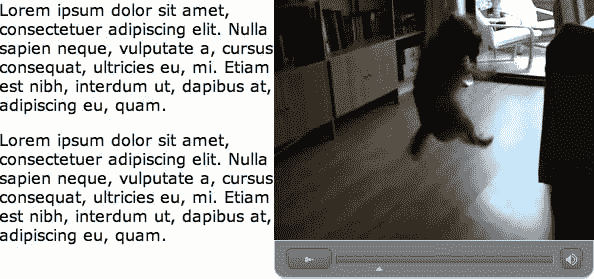 Lorem ipsum dolor sit amet,
consectetuer adipiscing elit. Nulla
sapien neque, vulputate a, cursus
consequat, ultricies eu, mi. Etiam
est nibh, interdum ut, dapibus at,
adipiscing eu, quam.
Lorem ipsum dolor sit amet,
consectetuer adipiscing elit. Nulla
sapien neque, vulputate a, cursus
consequat, ultricies eu, mi. Etiam
est nibh, interdum ut, dapibus at,
adipiscing eu, quam.